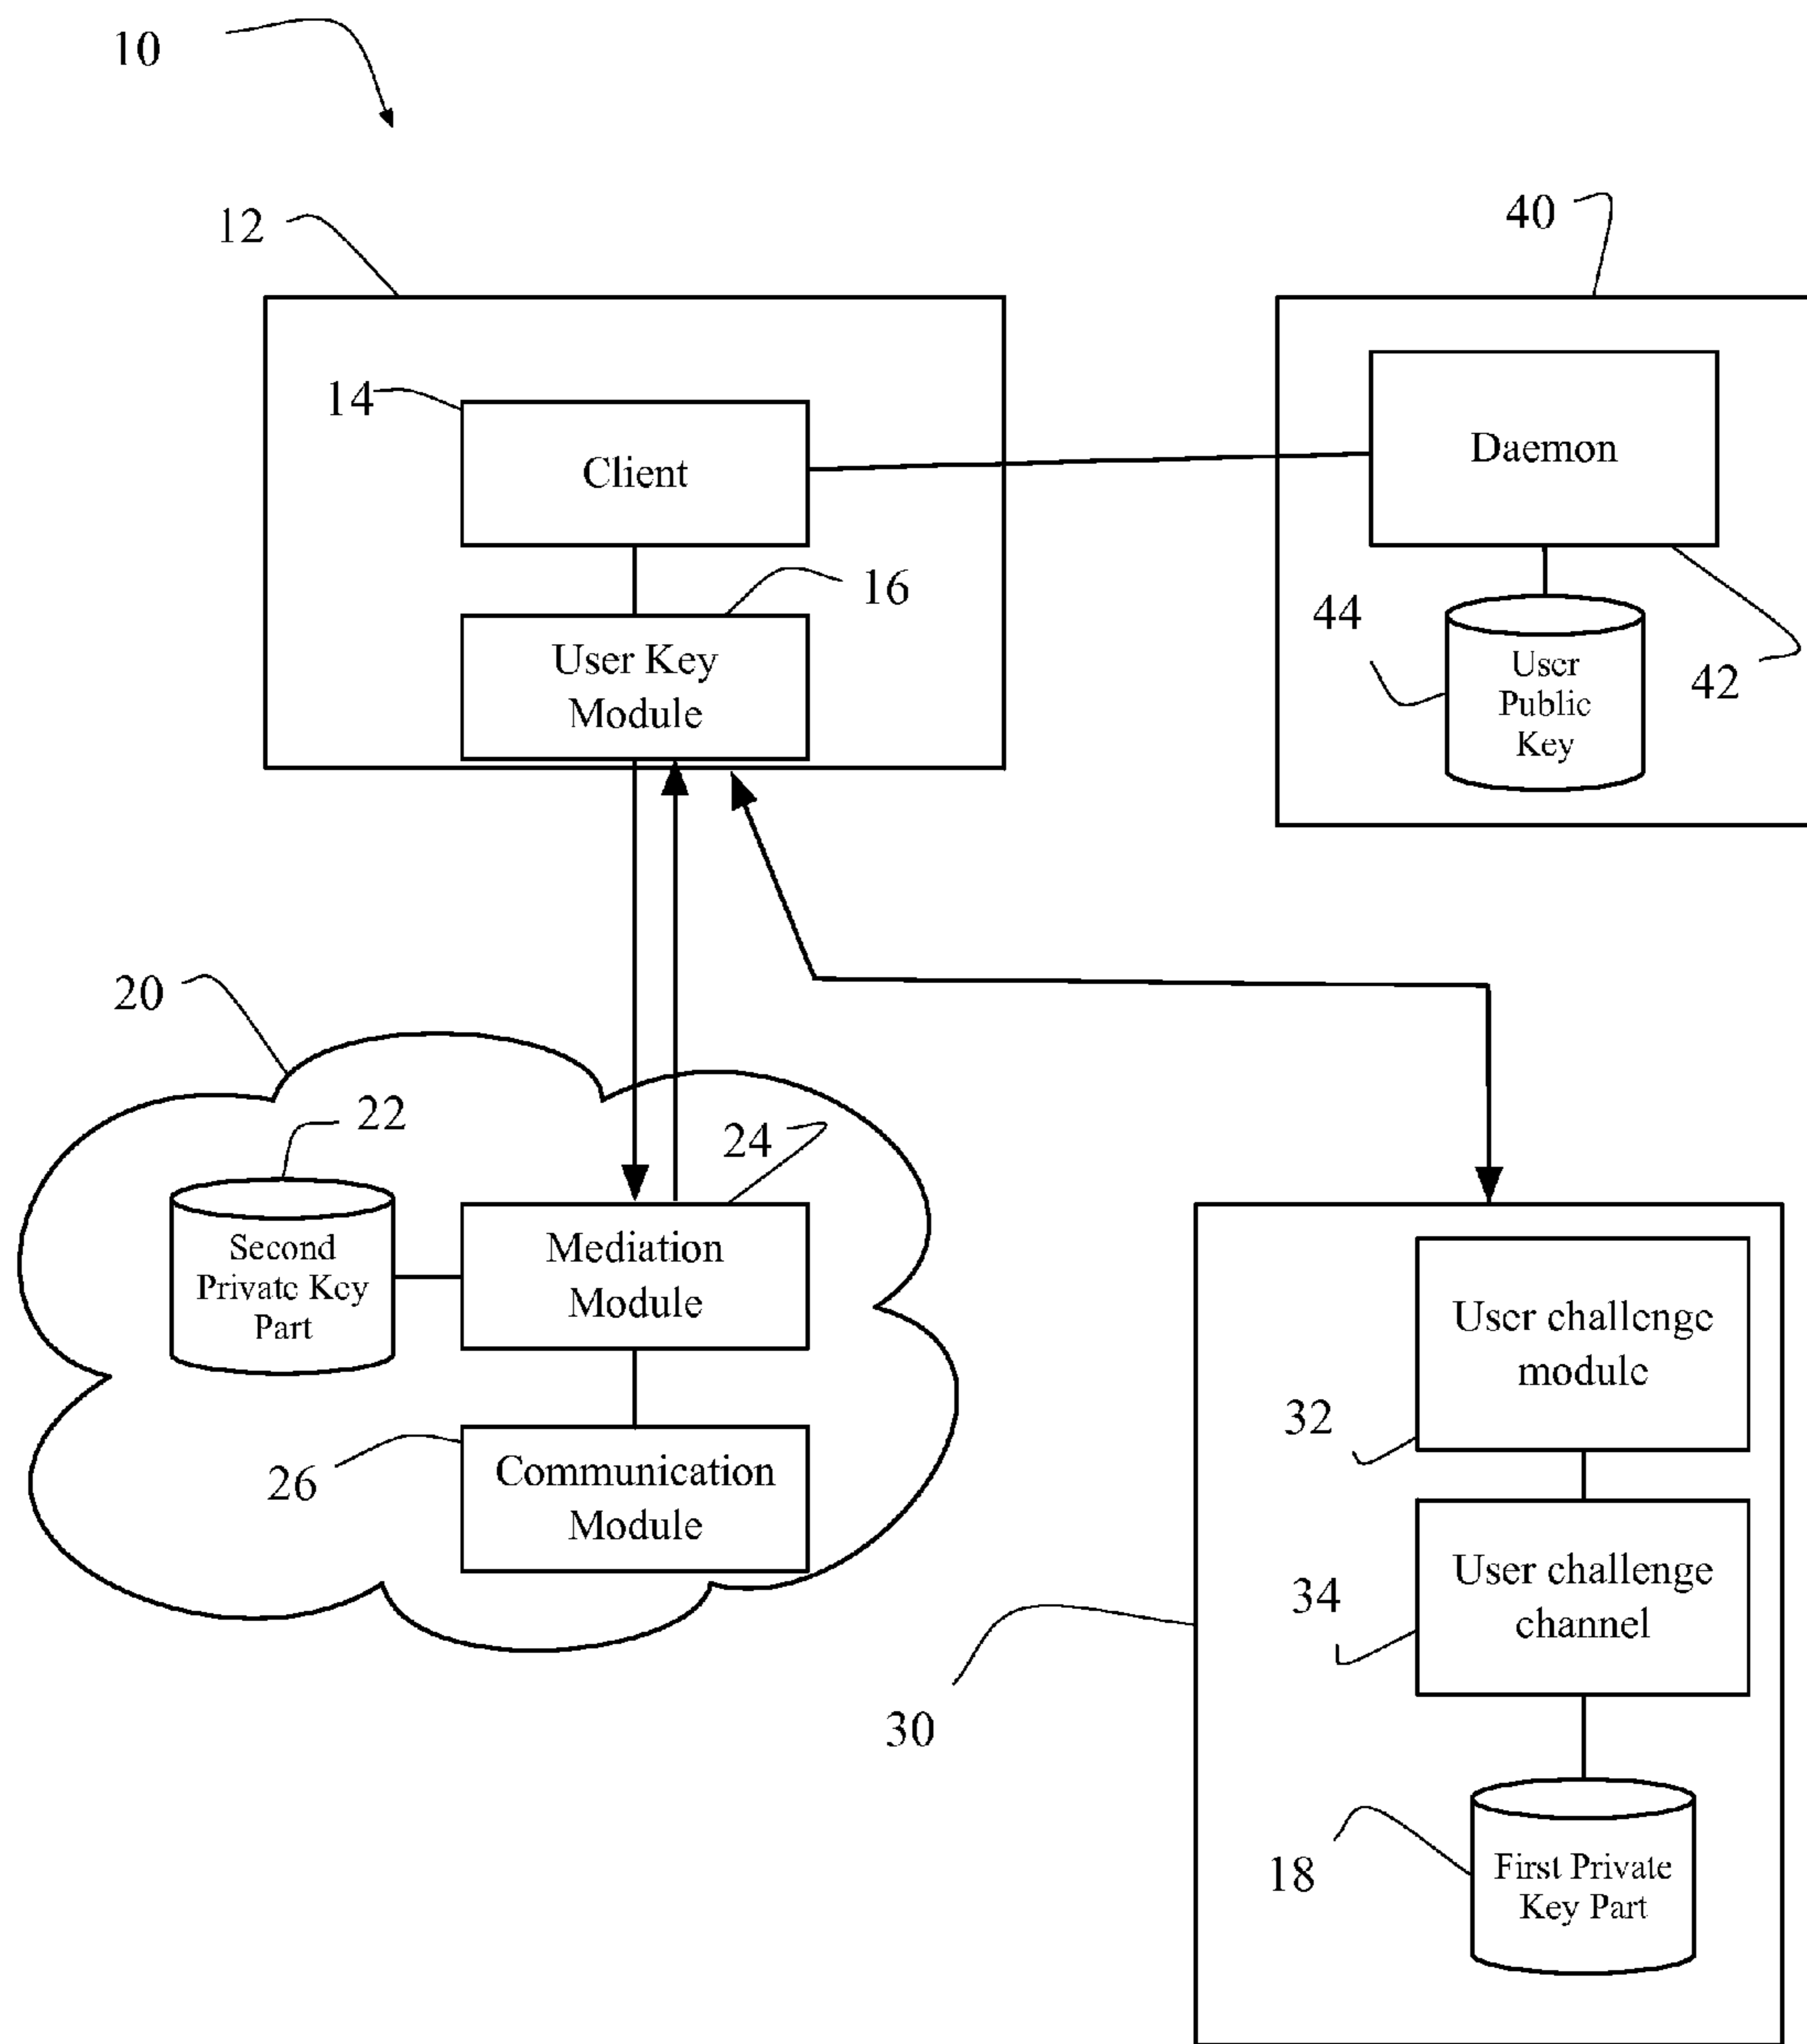 10
12
40
14
Client
Daemon
16
User Key
Module
44
User
Public
Key
42
20
22
24
Second
Private Key
Part
Mediation
Module
26
Communication
Module
User challenge
module
32
User challenge
channel
34
30
18
First Private
Key Part